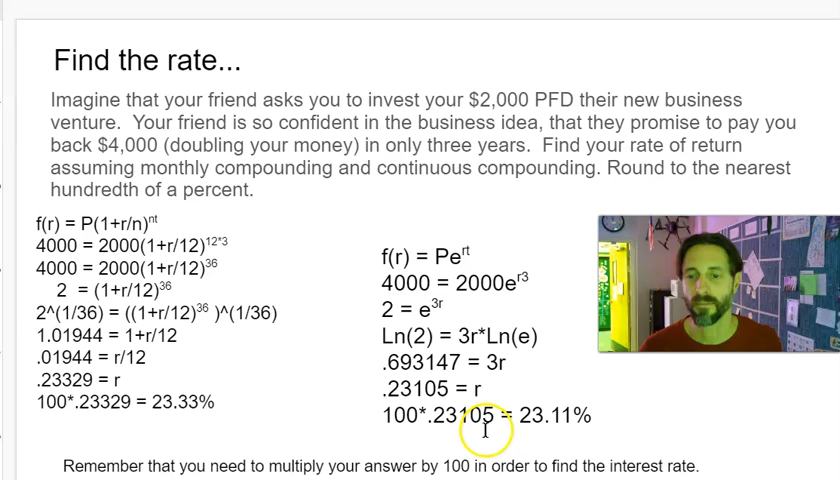 Find the rate...
Imagine that your friend asks you to invest your $2,000 PFD their new business
venture. Your friend is so confident in the business idea, that they promise to pay you
back $4,000 (doubling your money) in only three years. Find your rate of return
assuming monthly compounding and continuous compounding. Round to the nearest
hundredth of a percent.
f(r) = P(1+r/n)^nt
4000 = 2000(1+r/12)^12*3
4000 = 2000(1+r/12)^36
2 = (1+r/12)^36
2^(1/36) = ((1+r/12)^36 )^(1/36)
1.01944 = 1+r/12
.01944 = r/12
.23329 = r
100*.23329 = 23.33%
f(r) = Pe^rt
4000 = 2000e^r3
2 = e^3r
Ln(2) = 3r*Ln(e)
.693147 = 3r
.23105 = r
100*.23105 = 23.11%
Remember that you need to multiply your answer by 100 in order to find the interest rate.